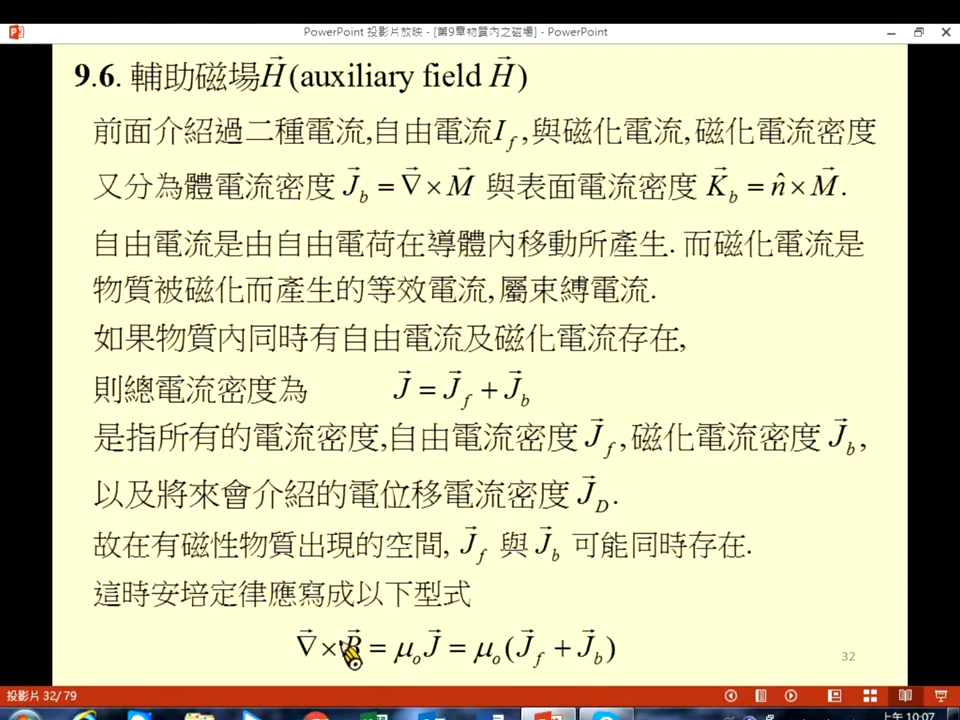 PowerPoint 投影片放映 - [第9章物質內之磁場] - PowerPoint
9.6. 輔助磁場H⃗(auxiliary field H⃗)
前面介紹過二種電流,自由電流I_f,與磁化電流,磁化電流密度
又分為體電流密度 J⃗_b = ∇⃗ × M⃗ 與表面電流密度 K⃗_b = n̂ × M⃗.
自由電流是由自由電荷在導體內移動所產生. 而磁化電流是
物質被磁化而產生的等效電流,屬束縛電流.
如果物質內同時有自由電流及磁化電流存在,
則總電流密度為 J⃗ = J⃗_f + J⃗_b
是指所有的電流密度,自由電流密度 J⃗_f,磁化電流密度 J⃗_b,
以及將來會介紹的電位移電流密度 J⃗_D.
故在有磁性物質出現的空間, J⃗_f 與 J⃗_b 可能同時存在.
這時安培定律應寫成以下型式
∇⃗ × B⃗ = μ_o J⃗ = μ_o (J⃗_f + J⃗_b)
32
投影片 32/79
上午 10:07